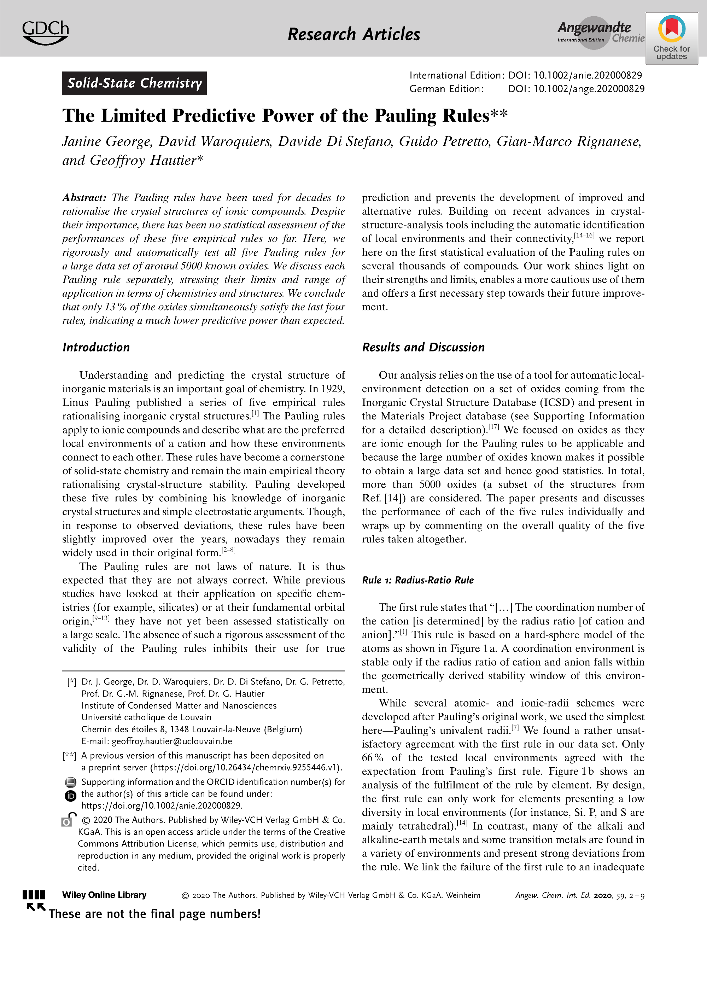 GDCh
Research Articles
Angewandte
International Edition Chemie
Check for
updates
Solid-State Chemistry
International Edition: DOI: 10.1002/anie.202000829
German Edition: DOI: 10.1002/ange.202000829
The Limited Predictive Power of the Pauling Rules**
Janine George, David Waroquiers, Davide Di Stefano, Guido Petretto, Gian-Marco Rignanese,
and Geoffroy Hautier*
Abstract: The Pauling rules have been used for decades to
rationalise the crystal structures of ionic compounds. Despite
their importance, there has been no statistical assessment of the
performances of these five empirical rules so far. Here, we
rigorously and automatically test all five Pauling rules for
a large data set of around 5000 known oxides. We discuss each
Pauling rule separately, stressing their limits and range of
application in terms of chemistries and structures. We conclude
that only 13% of the oxides simultaneously satisfy the last four
rules, indicating a much lower predictive power than expected.
Introduction
Understanding and predicting the crystal structure of
inorganic materials is an important goal of chemistry. In 1929,
Linus Pauling published a series of five empirical rules
rationalising inorganic crystal structures.[1] The Pauling rules
apply to ionic compounds and describe what are the preferred
local environments of a cation and how these environments
connect to each other. These rules have become a cornerstone
of solid-state chemistry and remain the main empirical theory
rationalising crystal-structure stability. Pauling developed
these five rules by combining his knowledge of inorganic
crystal structures and simple electrostatic arguments. Though,
in response to observed deviations, these rules have been
slightly improved over the years, nowadays they remain
widely used in their original form.[2–8]
The Pauling rules are not laws of nature. It is thus
expected that they are not always correct. While previous
studies have looked at their application on specific chem-
istries (for example, silicates) or at their fundamental orbital
origin,[9–13] they have not yet been assessed statistically on
a large scale. The absence of such a rigorous assessment of the
validity of the Pauling rules inhibits their use for true
[*] Dr. J. George, Dr. D. Waroquiers, Dr. D. Di Stefano, Dr. G. Petretto,
Prof. Dr. G.-M. Rignanese, Prof. Dr. G. Hautier
Institute of Condensed Matter and Nanosciences
Université catholique de Louvain
Chemin des étoiles 8, 1348 Louvain-la-Neuve (Belgium)
E-mail: geoffroy.hautier@uclouvain.be
[**] A previous version of this manuscript has been deposited on
a preprint server (https://doi.org/10.26434/chemrxiv.9255446.v1).
Supporting information and the ORCID identification number(s) for
iD the author(s) of this article can be found under:
https://doi.org/10.1002/anie.202000829.
© 2020 The Authors. Published by Wiley-VCH Verlag GmbH & Co.
KGaA. This is an open access article under the terms of the Creative
Commons Attribution License, which permits use, distribution and
reproduction in any medium, provided the original work is properly
cited.
prediction and prevents the development of improved and
alternative rules. Building on recent advances in crystal-
structure-analysis tools including the automatic identification
of local environments and their connectivity,[14–16] we report
here on the first statistical evaluation of the Pauling rules on
several thousands of compounds. Our work shines light on
their strengths and limits, enables a more cautious use of them
and offers a first necessary step towards their future improve-
ment.
Results and Discussion
Our analysis relies on the use of a tool for automatic local-
environment detection on a set of oxides coming from the
Inorganic Crystal Structure Database (ICSD) and present in
the Materials Project database (see Supporting Information
for a detailed description).[17] We focused on oxides as they
are ionic enough for the Pauling rules to be applicable and
because the large number of oxides known makes it possible
to obtain a large data set and hence good statistics. In total,
more than 5000 oxides (a subset of the structures from
Ref. [14]) are considered. The paper presents and discusses
the performance of each of the five rules individually and
wraps up by commenting on the overall quality of the five
rules taken altogether.
Rule 1: Radius-Ratio Rule
The first rule states that “[...] The coordination number of
the cation [is determined] by the radius ratio [of cation and
anion].”[1] This rule is based on a hard-sphere model of the
atoms as shown in Figure 1a. A coordination environment is
stable only if the radius ratio of cation and anion falls within
the geometrically derived stability window of this environ-
ment.
While several atomic- and ionic-radii schemes were
developed after Pauling’s original work, we used the simplest
here—Pauling’s univalent radii.[7] We found a rather unsat-
isfactory agreement with the first rule in our data set. Only
66% of the tested local environments agreed with the
expectation from Pauling’s first rule. Figure 1b shows an
analysis of the fulfilment of the rule by element. By design,
the first rule can only work for elements presenting a low
diversity in local environments (for instance, Si, P, and S are
mainly tetrahedral).[14] In contrast, many of the alkali and
alkaline-earth metals and some transition metals are found in
a variety of environments and present strong deviations from
the rule. We link the failure of the first rule to an inadequate
Wiley Online Library © 2020 The Authors. Published by Wiley-VCH Verlag GmbH & Co. KGaA, Weinheim Angew. Chem. Int. Ed. 2020, 59, 2–9
These are not the final page numbers!